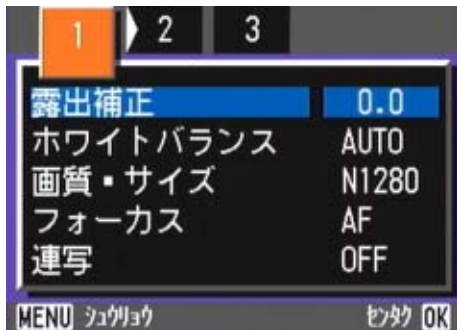 1 2 3
露出補正 0.0
ホワイトバランス AUTO
画質・サイズ N1280
フォーカス AF
連写 OFF
MENU シュウリョウ センタク OK